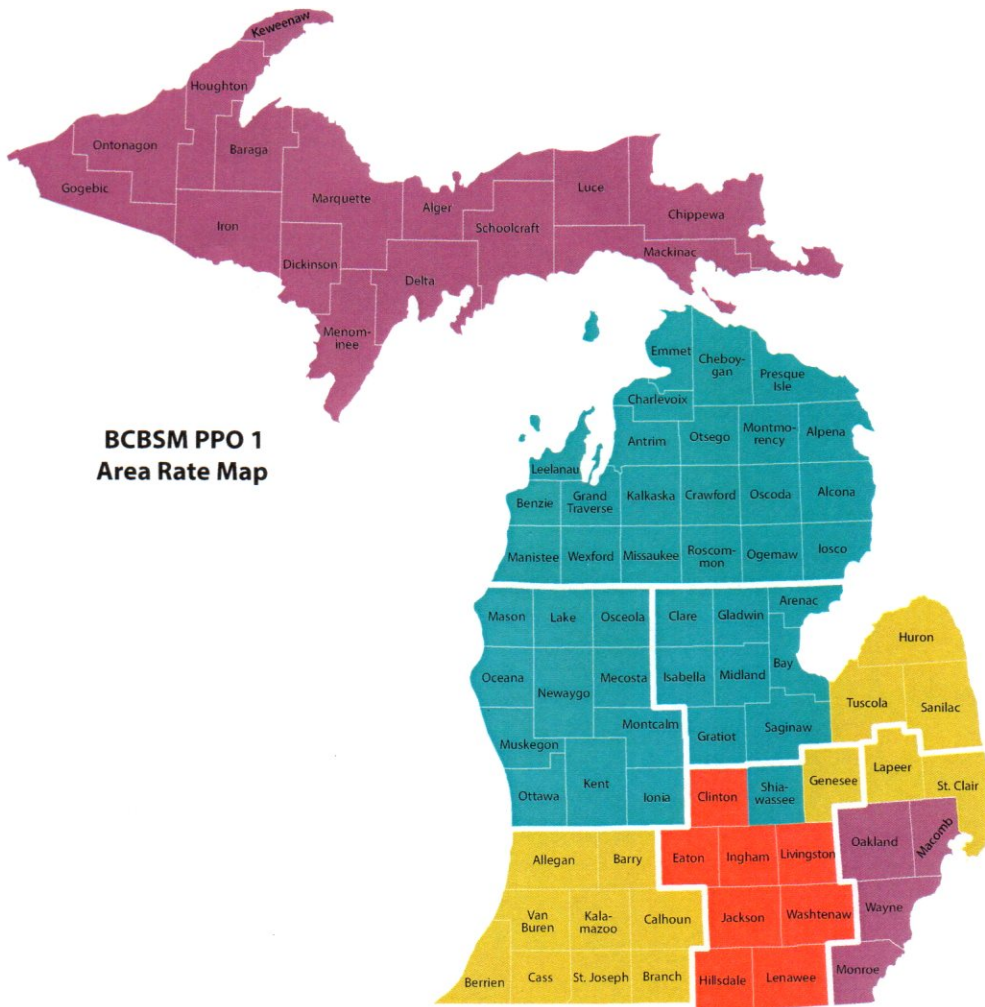 Keweenaw
Houghton
Ontonagon
Baraga
Gogebic
Marquette
Alger
Luce
Chippewa
Iron
Schoolcraft
Mackinac
Dickinson
Delta
Menom-
inee
BCBSM PPO 1
Area Rate Map
Emmet
Cheboy-
gan
Presque
Isle
Charlevoix
Antrim
Otsego
Montmo-
rency
Alpena
Leelanau
Benzie
Grand
Traverse
Kalkaska
Crawford
Oscoda
Alcona
Manistee
Wexford
Missaukee
Roscom-
mon
Ogemaw
Iosco
Mason
Lake
Osceola
Clare
Gladwin
Arenac
Huron
Oceana
Newaygo
Mecosta
Isabella
Midland
Bay
Tuscola
Sanilac
Muskegon
Montcalm
Gratiot
Saginaw
Ottawa
Kent
Ionia
Clinton
Shia-
wassee
Genesee
Lapeer
St. Clair
Allegan
Barry
Eaton
Ingham
Livingston
Oakland
Macomb
Van
Buren
Kala-
mazoo
Calhoun
Jackson
Washtenaw
Wayne
Berrien
Cass
St. Joseph
Branch
Hillsdale
Lenawee
Monroe